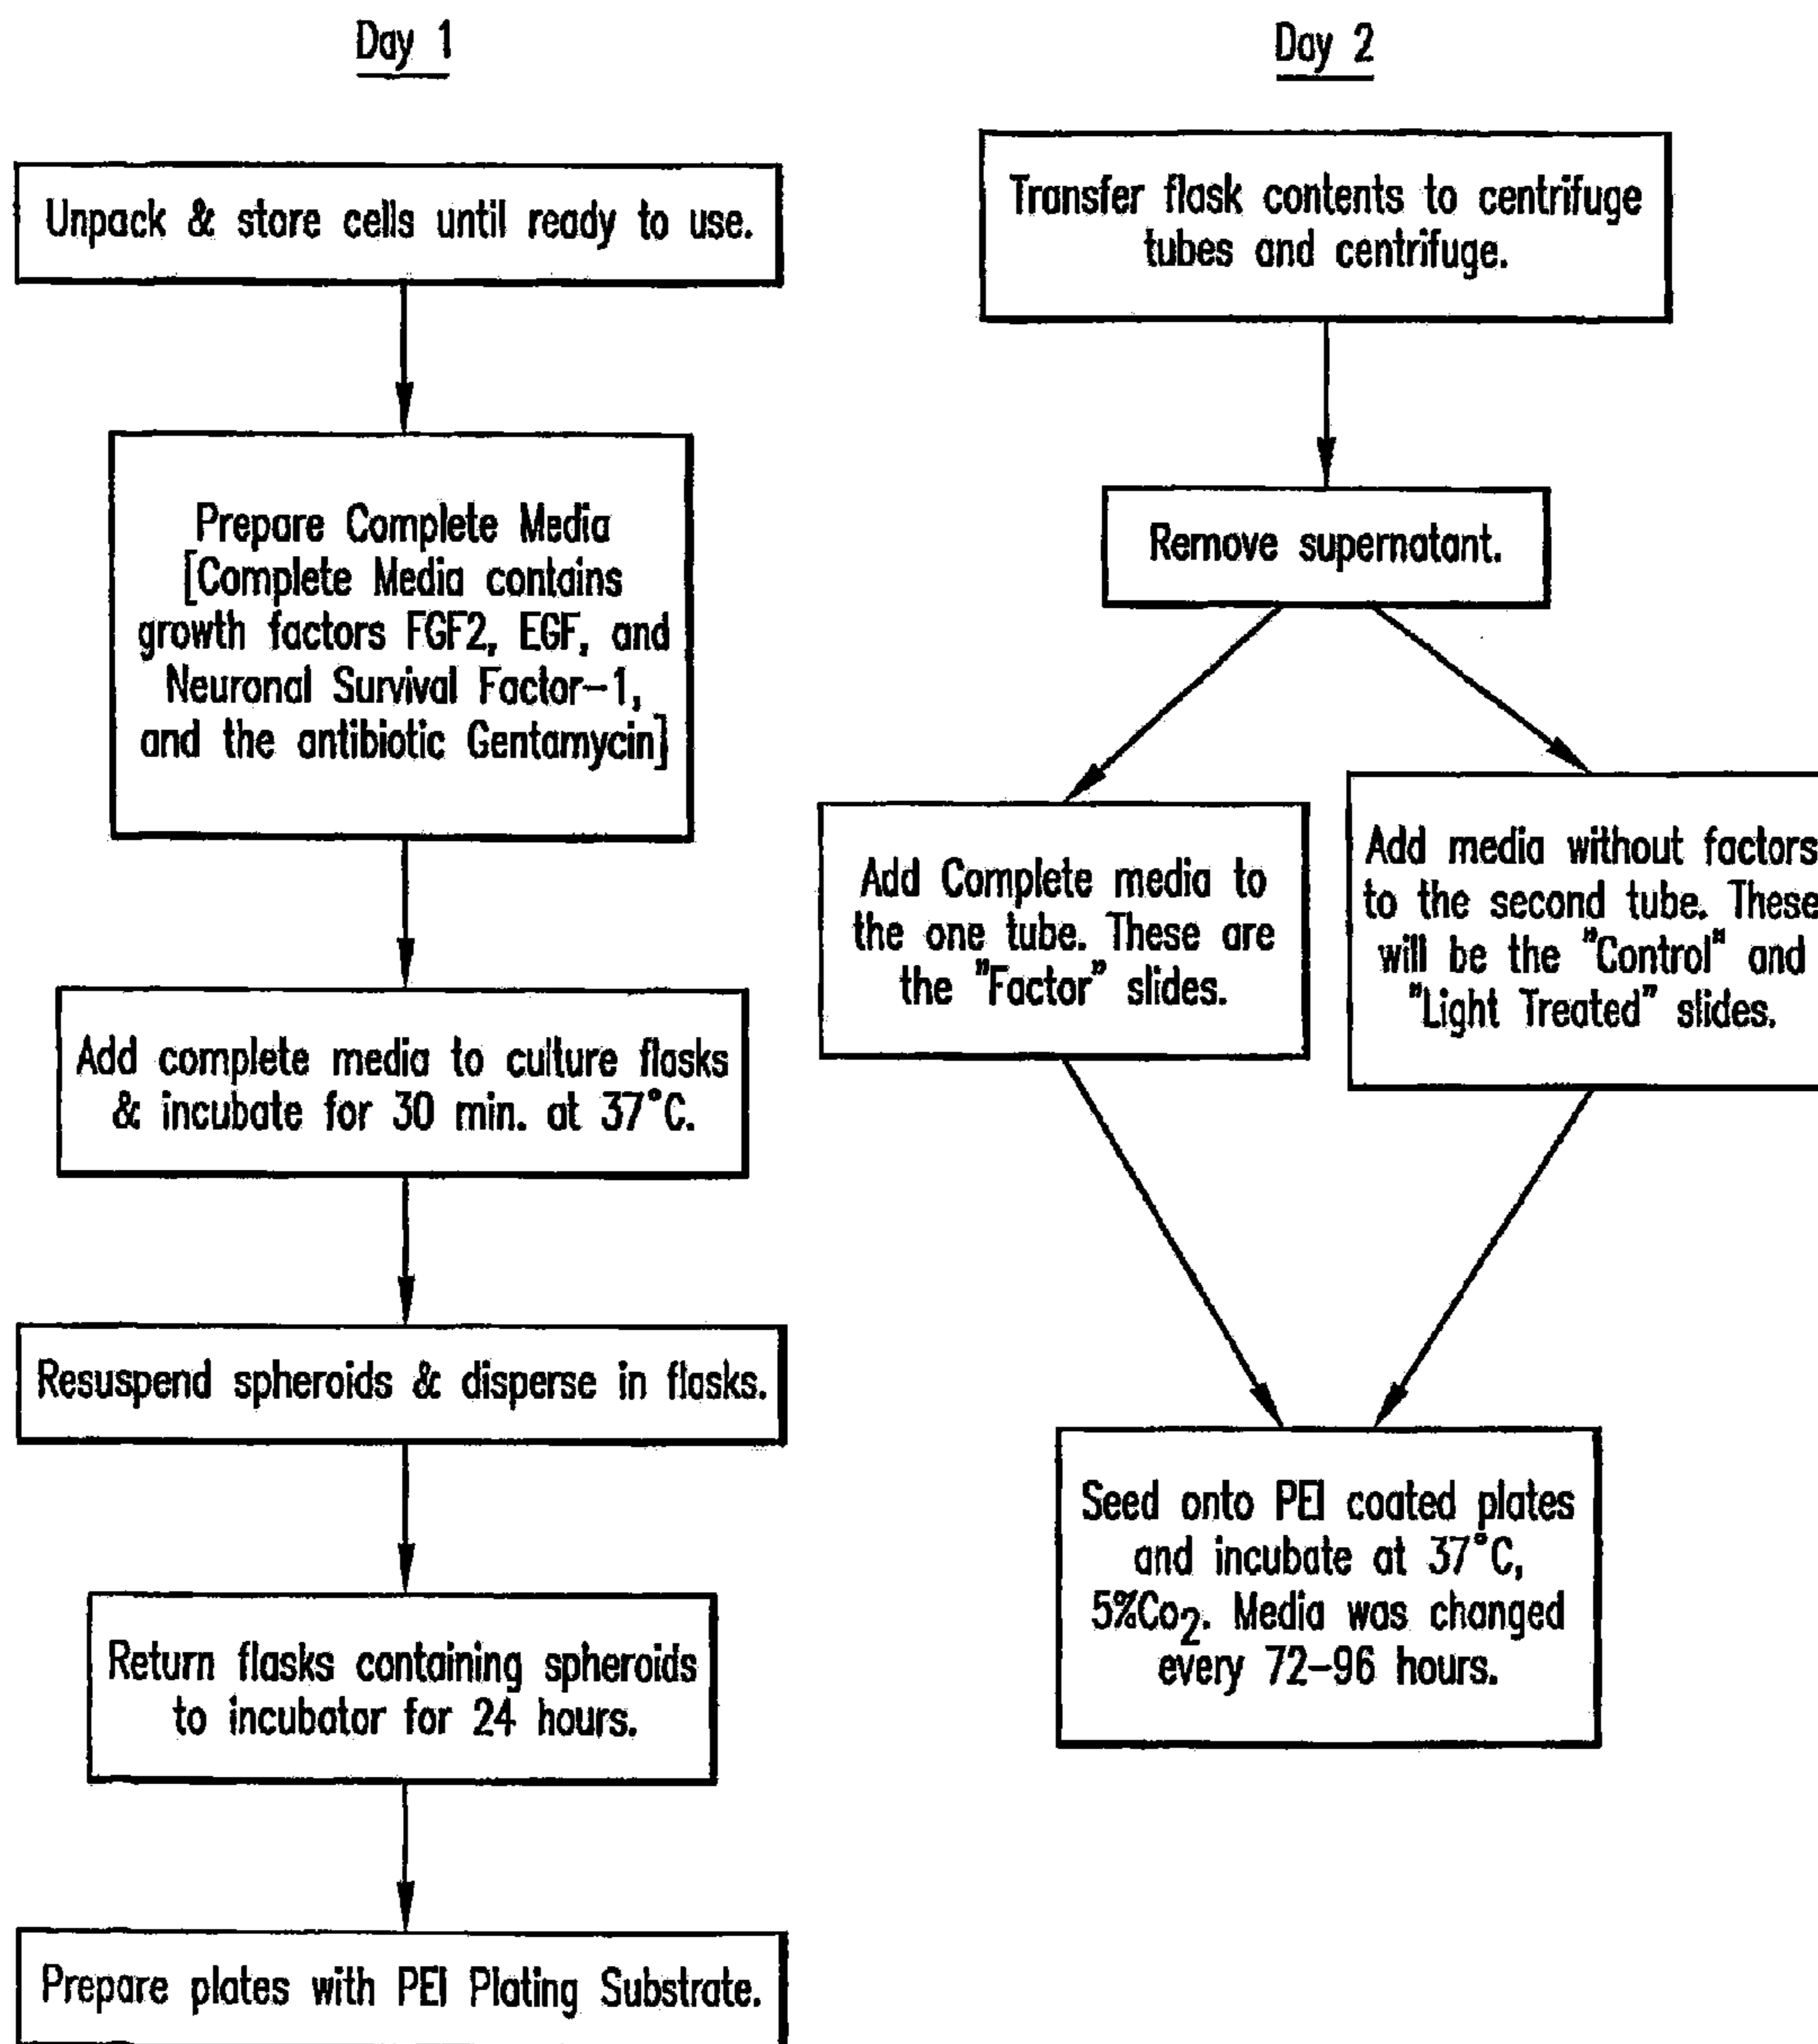 Day 1
Unpack & store cells until ready to use.
Prepare Complete Media
[Complete Media contains
growth factors FGF2, EGF, and
Neuronal Survival Factor-1,
and the antibiotic Gentamycin]
Add complete media to culture flasks
& incubate for 30 min. at 37°C.
Resuspend spheroids & disperse in flasks.
Return flasks containing spheroids
to incubator for 24 hours.
Prepare plates with PEI Plating Substrate.
Day 2
Transfer flask contents to centrifuge
tubes and centrifuge.
Remove supernatant.
Add Complete media to
the one tube. These are
the "Factor" slides.
Add media without factors
to the second tube. These
will be the "Control" and
"Light Treated" slides.
Seed onto PEI coated plates
and incubate at 37°C,
5%Co₂. Media was changed
every 72-96 hours.